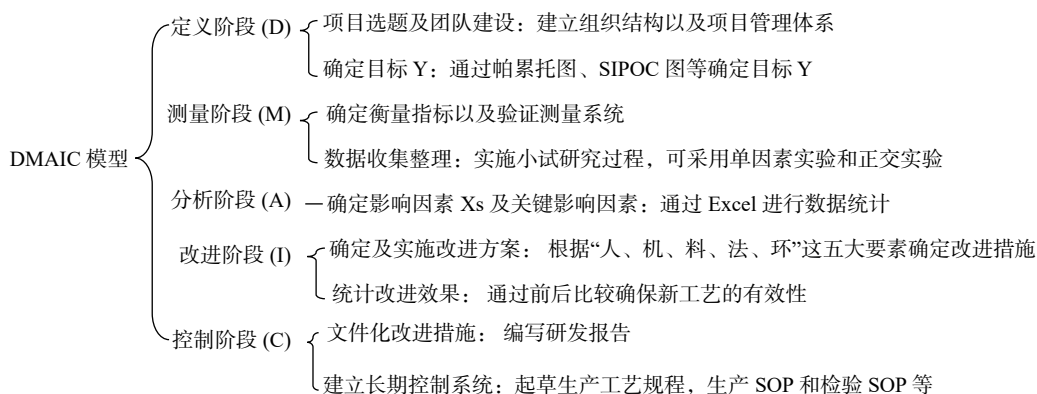 定义阶段 (D)
项目选题及团队建设：建立组织结构以及项目管理体系
确定目标 Y：通过帕累托图、SIPOC 图等确定目标 Y
测量阶段 (M)
确定衡量指标以及验证测量系统
数据收集整理：实施小试研究过程，可采用单因素实验和正交实验
DMAIC 模型
分析阶段 (A)
确定影响因素 Xs 及关键影响因素：通过 Excel 进行数据统计
改进阶段 (I)
确定及实施改进方案： 根据“人、机、料、法、环”这五大要素确定改进措施
统计改进效果： 通过前后比较确保新工艺的有效性
控制阶段 (C)
文件化改进措施： 编写研发报告
建立长期控制系统：起草生产工艺规程，生产 SOP 和检验 SOP 等